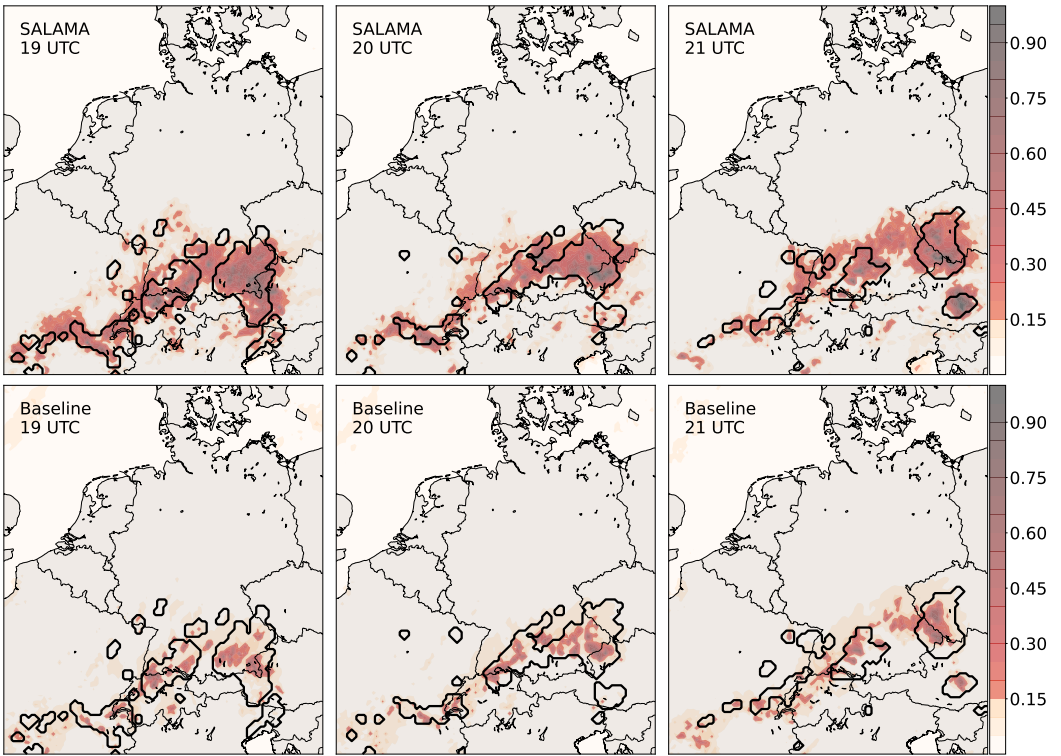 SALAMA
19 UTC
SALAMA
20 UTC
SALAMA
21 UTC
0.90
0.75
0.60
0.45
0.30
0.15
Baseline
19 UTC
Baseline
20 UTC
Baseline
21 UTC
0.90
0.75
0.60
0.45
0.30
0.15